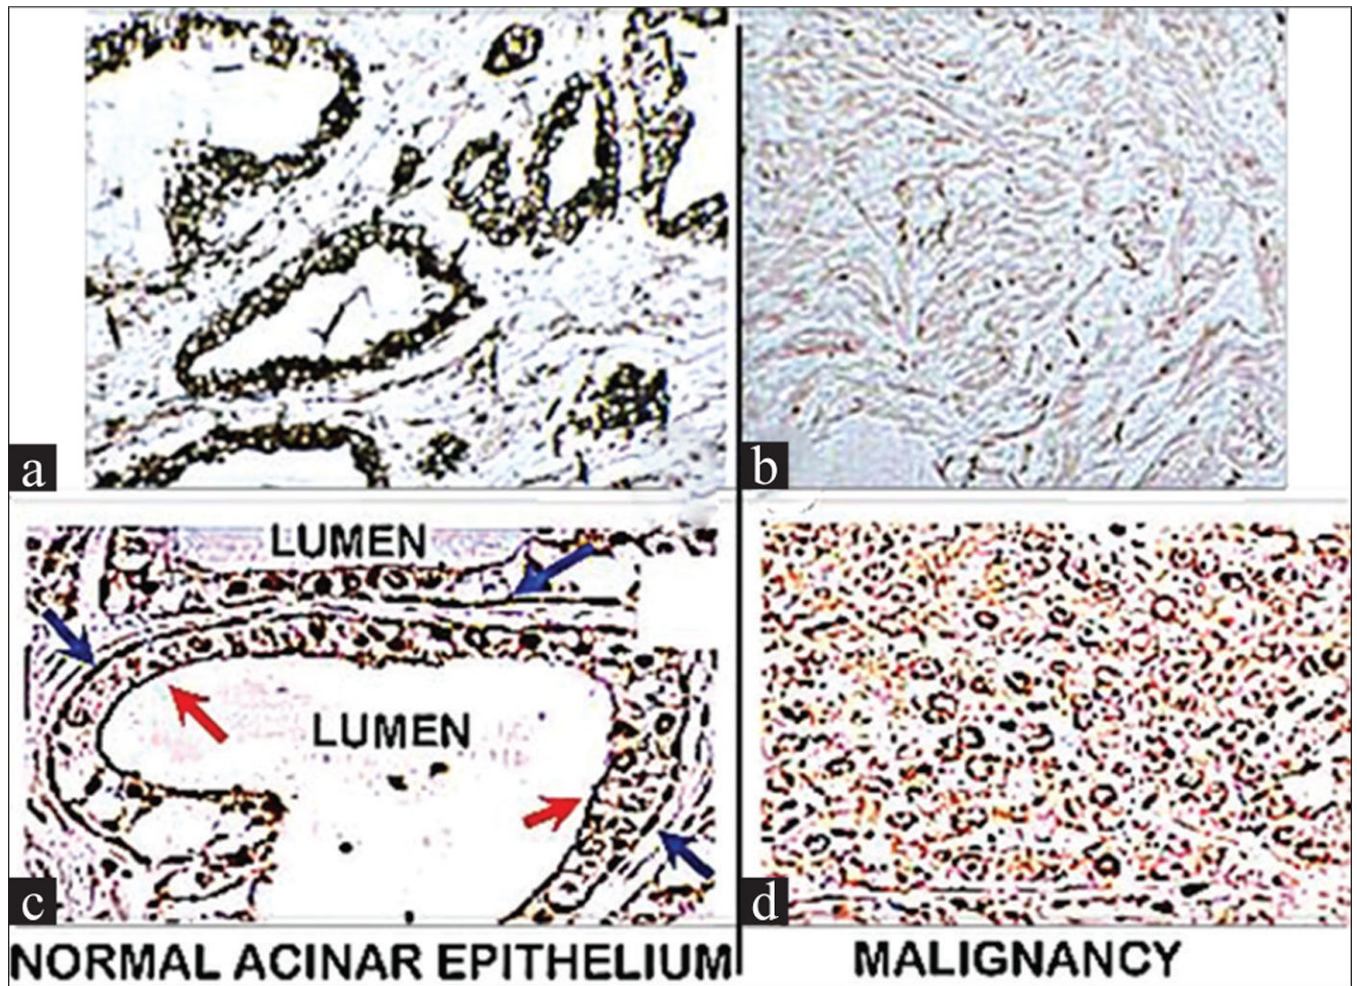 a
b
LUMEN
LUMEN
c
d
NORMAL ACINAR EPITHELIUM
MALIGNANCY